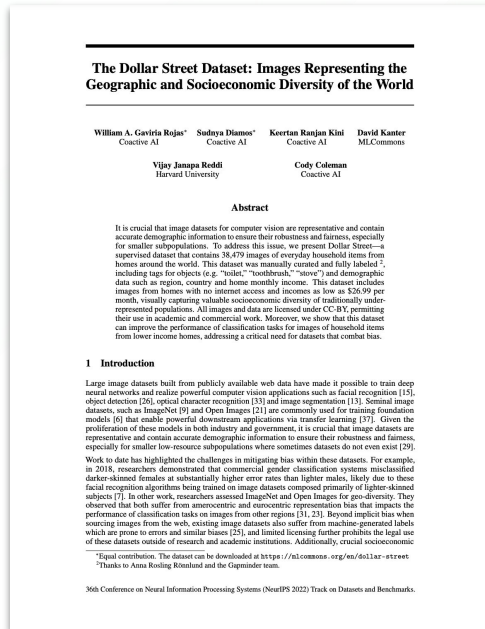 The Dollar Street Dataset: Images Representing the
Geographic and Socioeconomic Diversity of the World
William A. Gaviria Rojas* Sudnya Diamos* Keertan Ranjan Kini David Kanter
Coactive AI Coactive AI Coactive AI MLCommons
Vijay Janapa Reddi Cody Coleman
Harvard University Coactive AI
Abstract
It is crucial that image datasets for computer vision are representative and contain
accurate demographic information to ensure their robustness and fairness, especially
for smaller subpopulations. To address this issue, we present Dollar Street—a
supervised dataset that contains 38,479 images of everyday household items from
homes around the world. This dataset was manually curated and fully labeled ²,
including tags for objects (e.g. “toilet,” “toothbrush,” “stove”) and demographic
data such as region, country and home monthly income. This dataset includes
images from homes with no internet access and incomes as low as $26.99 per
month, visually capturing valuable socioeconomic diversity of traditionally under-
represented populations. All images and data are licensed under CC-BY, permitting
their use in academic and commercial work. Moreover, we show that this dataset
can improve the performance of classification tasks for images of household items
from lower income homes, addressing a critical need for datasets that combat bias.
1 Introduction
Large image datasets built from publicly available web data have made it possible to train deep
neural networks and realize powerful computer vision applications such as facial recognition [15],
object detection [26], optical character recognition [33] and image segmentation [13]. Seminal image
datasets, such as ImageNet [9] and Open Images [21] are commonly used for training foundation
models [6] that enable powerful downstream applications via transfer learning [37]. Given the
proliferation of these models in both industry and government, it is crucial that image datasets are
representative and contain accurate demographic information to ensure their robustness and fairness,
especially for smaller low-resource subpopulations where sometimes datasets do not even exist [29].
Work to date has highlighted the challenges in mitigating bias within these datasets. For example,
in 2018, researchers demonstrated that commercial gender classification systems misclassified
darker-skinned females at substantially higher error rates than lighter males, likely due to these
facial recognition algorithms being trained on image datasets composed primarily of lighter-skinned
subjects [7]. In other work, researchers assessed ImageNet and Open Images for geo-diversity. They
observed that both suffer from amerocentric and eurocentric representation bias that impacts the
performance of classification tasks on images from other regions [31, 23]. Beyond implicit bias when
sourcing images from the web, existing image datasets also suffer from machine-generated labels
which are prone to errors and similar biases [25], and limited licensing further prohibits the legal use
of these datasets outside of research and academic institutions. Additionally, crucial socioeconomic
*Equal contribution. The dataset can be downloaded at https://mlcommons.org/en/dollar-street
²Thanks to Anna Rosling Rönnlund and the Gapminder team.
36th Conference on Neural Information Processing Systems (NeurIPS 2022) Track on Datasets and Benchmarks.